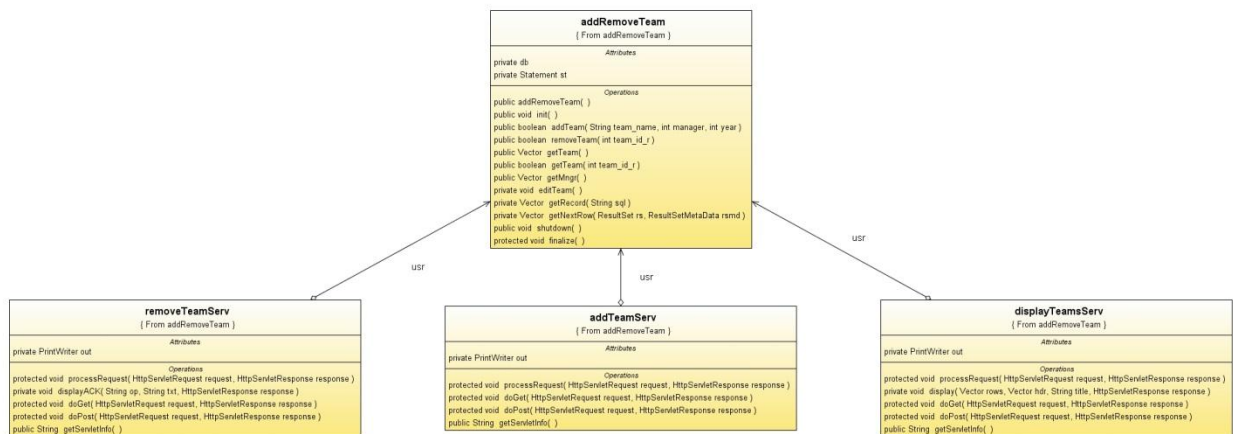 addRemoveTeam
{ From addRemoveTeam }
Attributes
private db
private Statement st
Operations
public addRemoveTeam( )
public void init( )
public boolean addTeam( String team_name, int manager, int year )
public boolean removeTeam( int team_id_r )
public Vector getTeam( )
public boolean getTeam( int team_id_r )
public Vector getMngr( )
private void editTeam( )
private Vector getRecord( String sql )
private Vector getNextRow( ResultSet rs, ResultSetMetaData rsmd )
public void shutdown( )
protected void finalize( )
usr
usr
usr
removeTeamServ
{ From addRemoveTeam }
Attributes
private PrintWriter out
Operations
protected void processRequest( HttpServletRequest request, HttpServletResponse response )
private void displayACK( String op, String txt, HttpServletResponse response )
protected void doGet( HttpServletRequest request, HttpServletResponse response )
protected void doPost( HttpServletRequest request, HttpServletResponse response )
public String getServletInfo( )
addTeamServ
{ From addRemoveTeam }
Attributes
private PrintWriter out
Operations
protected void processRequest( HttpServletRequest request, HttpServletResponse response )
protected void doGet( HttpServletRequest request, HttpServletResponse response )
protected void doPost( HttpServletRequest request, HttpServletResponse response )
public String getServletInfo( )
displayTeamsServ
{ From addRemoveTeam }
Attributes
private PrintWriter out
Operations
protected void processRequest( HttpServletRequest request, HttpServletResponse response )
private void display( Vector rows, Vector hdr, String title, HttpServletResponse response )
protected void doGet( HttpServletRequest request, HttpServletResponse response )
protected void doPost( HttpServletRequest request, HttpServletResponse response )
public String getServletInfo( )